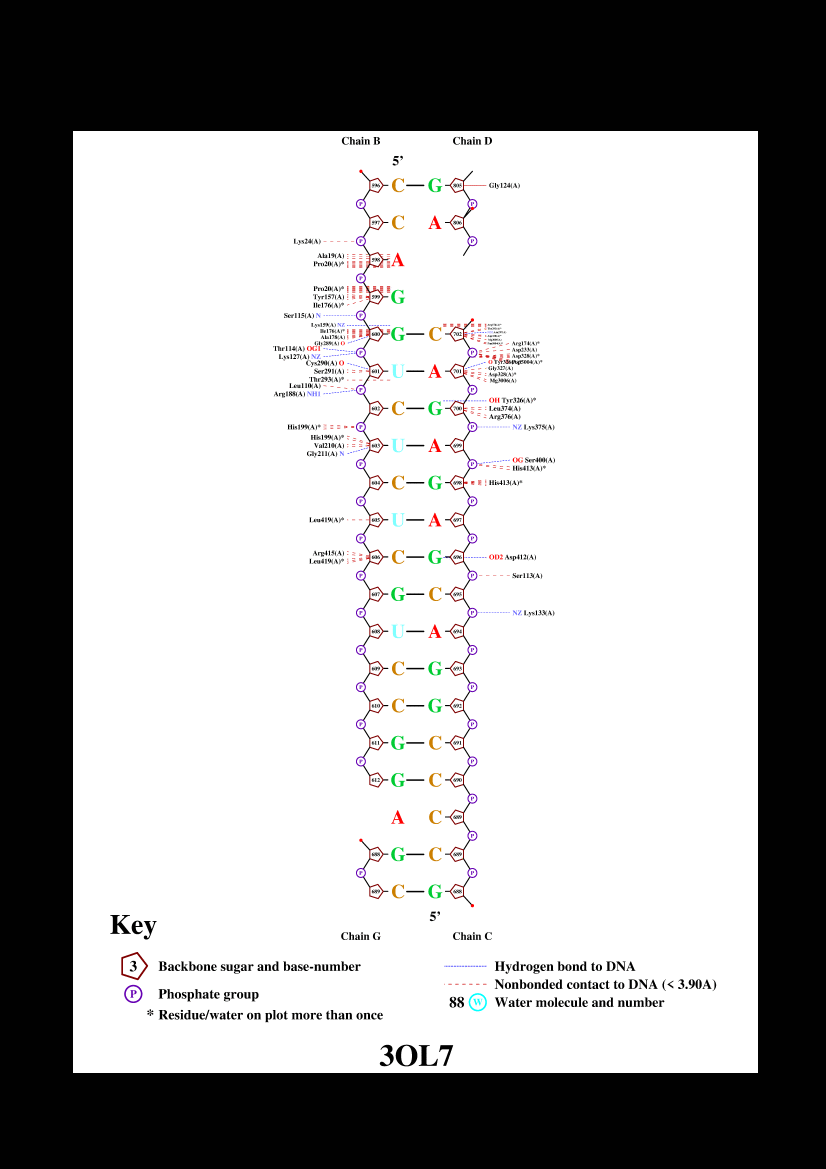 Chain B Chain D
5'
596 C G 803 Gly124(A)
P P
597 C A 806
Lys24(A) P P
Ala19(A)
598 A
Pro20(A)*
P
Pro20(A)*
Tyr157(A) 599 G
Ile176(A)*
Ser115(A) N P
Lys159(A) NZ
Ile176(A)*
600 G C 702
Ala178(A)
Gly289(A) O Arg174(A)*
Thr114(A) OG1 P P Asp233(A)
Lys127(A) NZ Asp328(A)*
Cys290(A) O
Ser291(A) 601 U A 701 Gly327(A)
Asp328(A)*
Thr293(A)* Mg3006(A)
Leu110(A) P P
Arg188(A) NH1
OH Tyr326(A)*
602 C G 700 Leu374(A)
Arg376(A)
His199(A)* P P NZ Lys375(A)
His199(A)*
Val210(A) 603 U A 699
Gly211(A) N
OG Ser400(A)
P P His413(A)*
604 C G 698 His413(A)*
P P
Leu419(A)* 605 U A 697
P P
Arg415(A)
606 C G 696 OD2 Asp412(A)
Leu419(A)*
P P Ser113(A)
607 G C 695
P P NZ Lys133(A)
608 U A 694
P P
609 C G 693
P P
610 C G 692
P P
611 G C 691
P P
612 G C 690
P
A C 689
P
688 G C 689
P P
689 C G 688
5'
Chain G Chain C
Key
3 Backbone sugar and base-number
P Phosphate group
* Residue/water on plot more than once
Hydrogen bond to DNA
Nonbonded contact to DNA (< 3.90A)
88 W Water molecule and number
3OL7